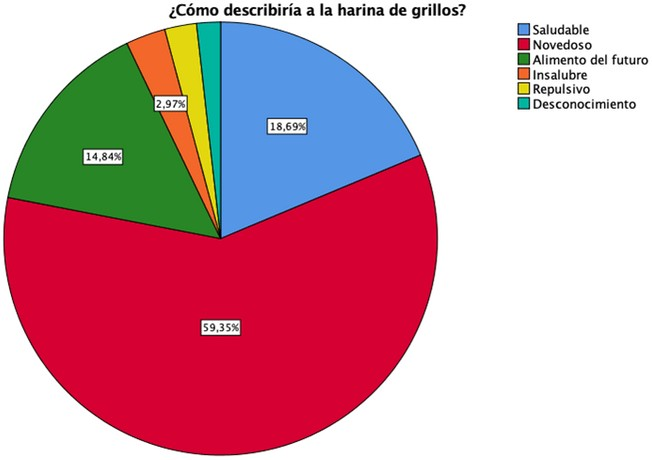 ¿Cómo describiría a la harina de grillos?
Saludable
Novedoso
Alimento del futuro
Insalubre
Repulsivo
Desconocimiento
2,97%
18,69%
14,84%
59,35%